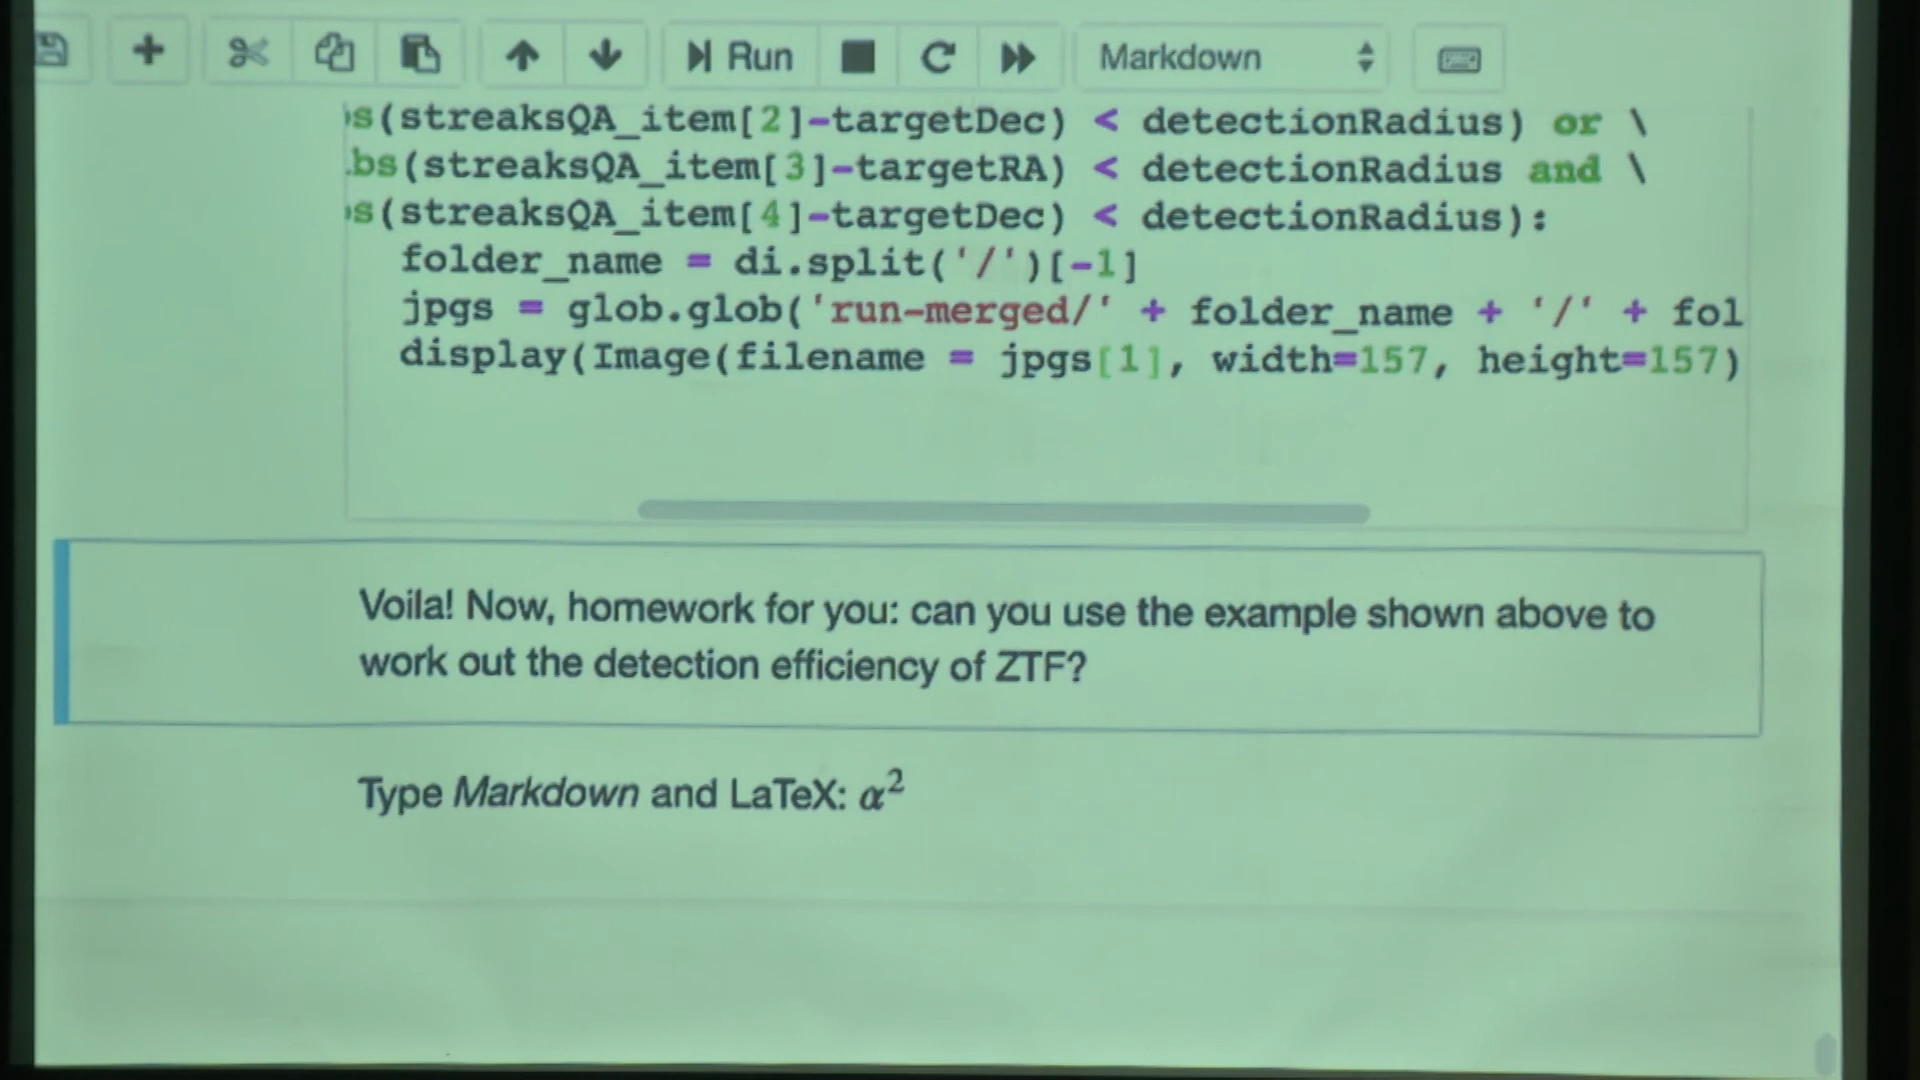 Run Markdown
s(streaksQA_item[2]-targetDec) < detectionRadius) or \
bs(streaksQA_item[3]-targetRA) < detectionRadius and \
s(streaksQA_item[4]-targetDec) < detectionRadius):
folder_name = di.split('/')[-1]
jpgs = glob.glob('run-merged/' + folder_name + '/' + fol
display(Image(filename = jpgs[1], width=157, height=157)
Voila! Now, homework for you: can you use the example shown above to
work out the detection efficiency of ZTF?
Type Markdown and LaTeX: α²